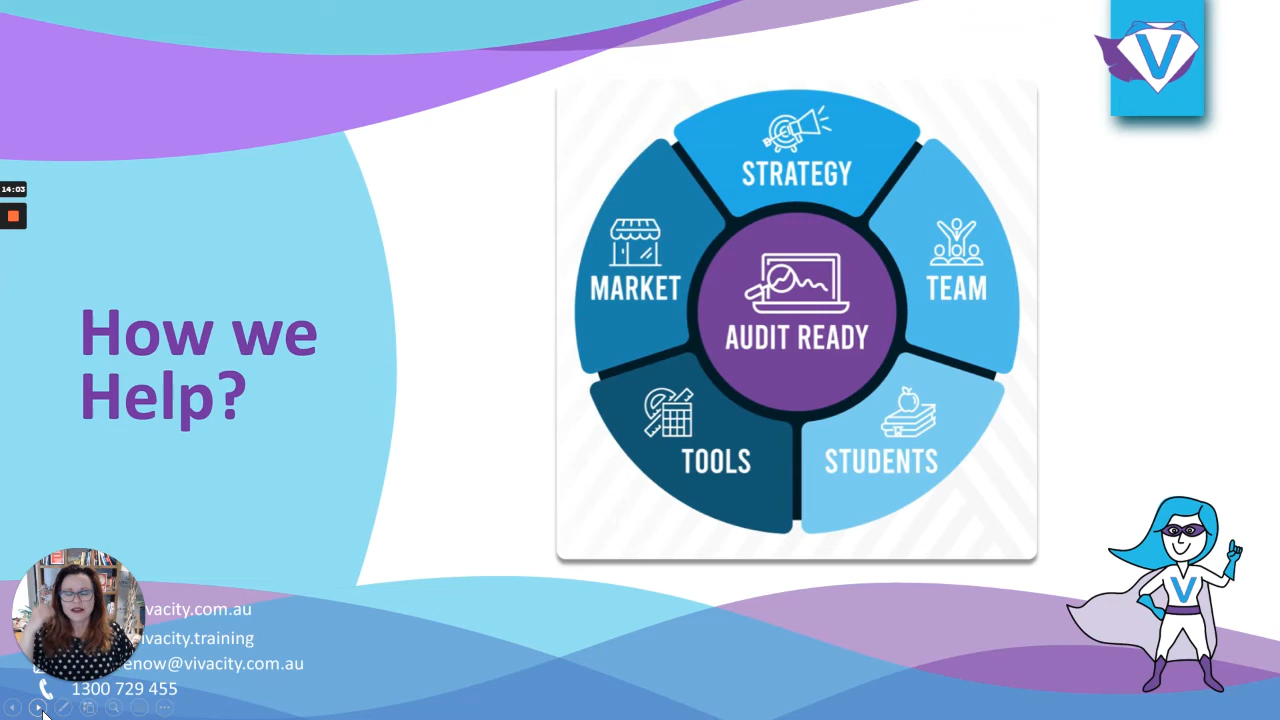 14:03
How we
Help?
STRATEGY
MARKET
TEAM
AUDIT READY
TOOLS
STUDENTS
V
V
vacity.com.au
ivacity.training
enow@vivacity.com.au
1300 729 455